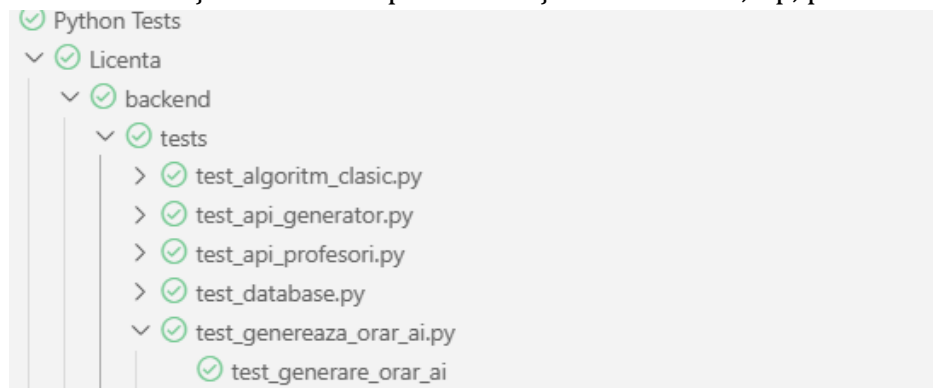 Python Tests
Licenta
backend
tests
test_algoritm_clasic.py
test_api_generator.py
test_api_profesori.py
test_database.py
test_genereaza_orar_ai.py
test_generare_orar_ai